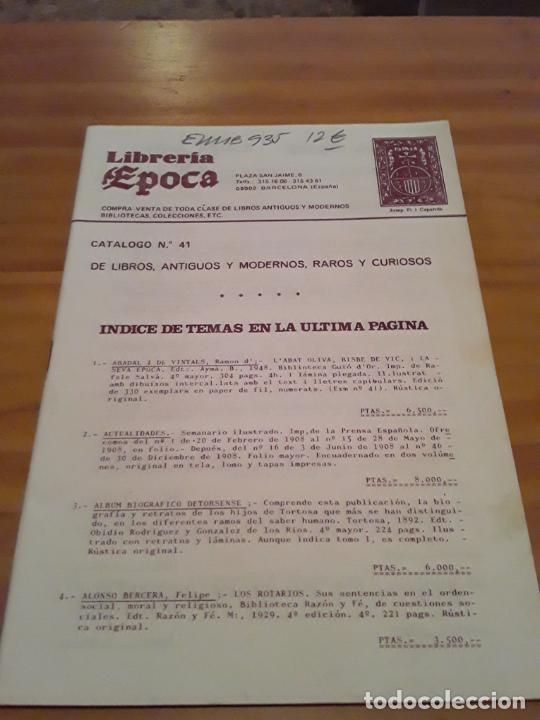 12 €
Librería
Epoca
PLAZA SAN JAIME, 6
Telfs. 315 16 06 - 315 43 61
08002 BARCELONA (España)
Josep Pi i Capurrós
COMPRA-VENTA DE TODA CLASE DE LIBROS ANTIGUOS Y MODERNOS
BIBLIOTECAS, COLECCIONES, ETC.
CATALOGO N.° 41
DE LIBROS, ANTIGUOS Y MODERNOS, RAROS Y CURIOSOS
* * * * *
INDICE DE TEMAS EN LA ULTIMA PAGINA
1.- ABADAL I DE VINYALS, Ramon d';- L'ABAT OLIVA, BISBE DE VIC, i LA -
SEVA EPOCA. Edtc. Aymà. B., 1948. Biblioteca Guió d'Or. Imp. de Ra-
fale Salvà. 4º mayor. 304 pags. 4h. i làmina plegada. Il.lustrat -
amb dibuixos intercal.lats amb el text i lletres capitulars. Edició
de 330 exemplars en paper de fil, numerats. (Exm nº 41). Rústica o-
riginal.
PTAS.= 6.500,--
2.- ACTUALIDADES.- Semanario ilustrado. Imp.de la Prensa Española. Ofre
cemos del nº 1 de-20 de Febrero de 1908 al nº 15 de 28 de Mayo de -
1908, en folio.- Depués, del nº 16 de 3 de Junio de 1908 al nº 46 -
de 30 de Diciembre de 1908. folio mayor. Encuadernado en dos volúme
nes, original en tela, lomo y tapas impresas.
PTAS.= 8.000,--
3.- ALBUM BIOGRAFICO DETORSENSE ;- Comprende esta publicación, la bio -
grafía y retratos de los hijos de Tortosa que más se han distingui-
do, en los diferentes ramos del saber humano. Tortosa, 1892. Edt. -
Obidio Rodriguez y Gonzalez de los Rios. 4º mayor. 224 pags. Ilus -
trado con retratos y láminas. Aunque indica tomo 1, es completo. -
Rústica original.
PTAS.= 6.000,--
4.- ALONSO BERCERA, Felipe ;- LOS ROTARIOS. Sus sentencias en el orden-
social, moral y religioso. Biblioteca Razón y Fé, de cuestiones so-
ciales. Edt. Razón y Fé. M:, 1929. 4º edición. 4º. 221 pags. Rústi-
ca original.
PTAS.= 3.500,--
todocoleccion
todocoleccion.net